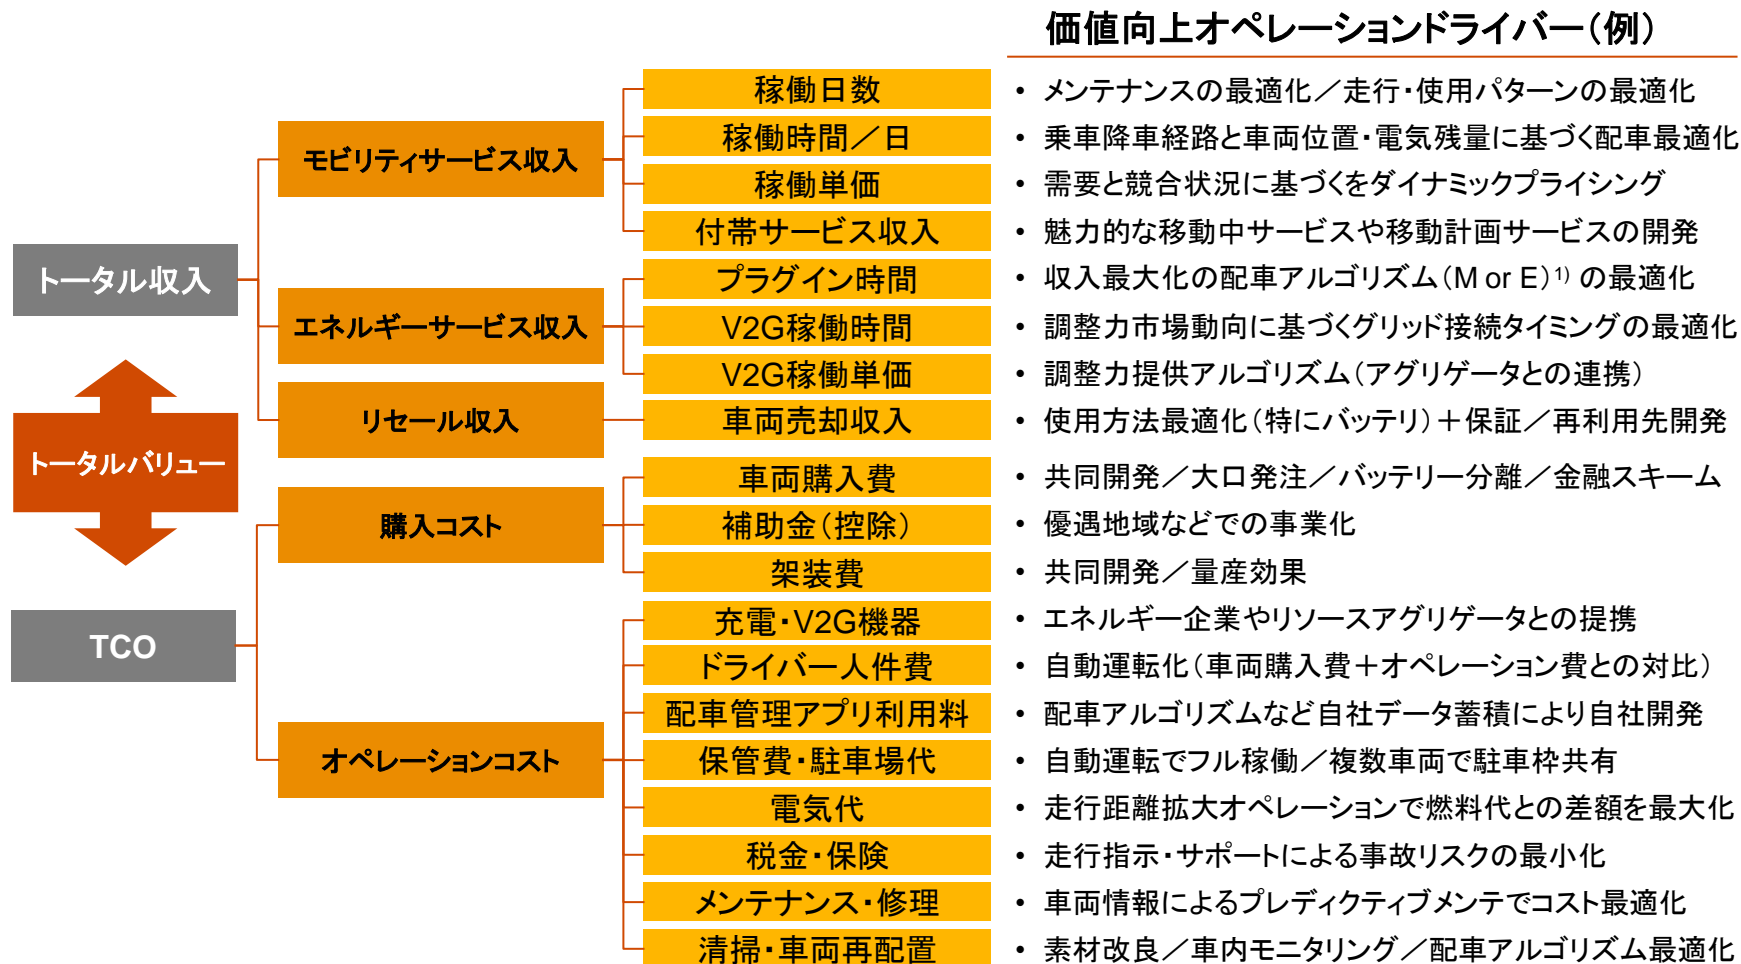 価値向上オペレーションドライバー（例）
トータル収入
トータルバリュー
TCO
モビリティサービス収入
エネルギーサービス収入
リセール収入
購入コスト
オペレーションコスト
稼働日数
• メンテナンスの最適化／走行・使用パターンの最適化
稼働時間／日
• 乗車降車経路と車両位置・電気残量に基づく配車最適化
稼働単価
• 需要と競合状況に基づくをダイナミックプライシング
付帯サービス収入
• 魅力的な移動中サービスや移動計画サービスの開発
プラグイン時間
• 収入最大化の配車アルゴリズム（M or E）1) の最適化
V2G稼働時間
• 調整力市場動向に基づくグリッド接続タイミングの最適化
V2G稼働単価
• 調整力提供アルゴリズム（アグリゲータとの連携）
車両売却収入
• 使用方法最適化（特にバッテリ）＋保証／再利用先開発
車両購入費
• 共同開発／大口発注／バッテリー分離／金融スキーム
補助金（控除）
• 優遇地域などでの事業化
架装費
• 共同開発／量産効果
充電・V2G機器
• エネルギー企業やリソースアグリゲータとの提携
ドライバー人件費
• 自動運転化（車両購入費＋オペレーション費との対比）
配車管理アプリ利用料
• 配車アルゴリズムなど自社データ蓄積により自社開発
保管費・駐車場代
• 自動運転でフル稼働／複数車両で駐車枠共有
電気代
• 走行距離拡大オペレーションで燃料代との差額を最大化
税金・保険
• 走行指示・サポートによる事故リスクの最小化
メンテナンス・修理
• 車両情報によるプレディクティブメンテでコスト最適化
清掃・車両再配置
• 素材改良／車内モニタリング／配車アルゴリズム最適化